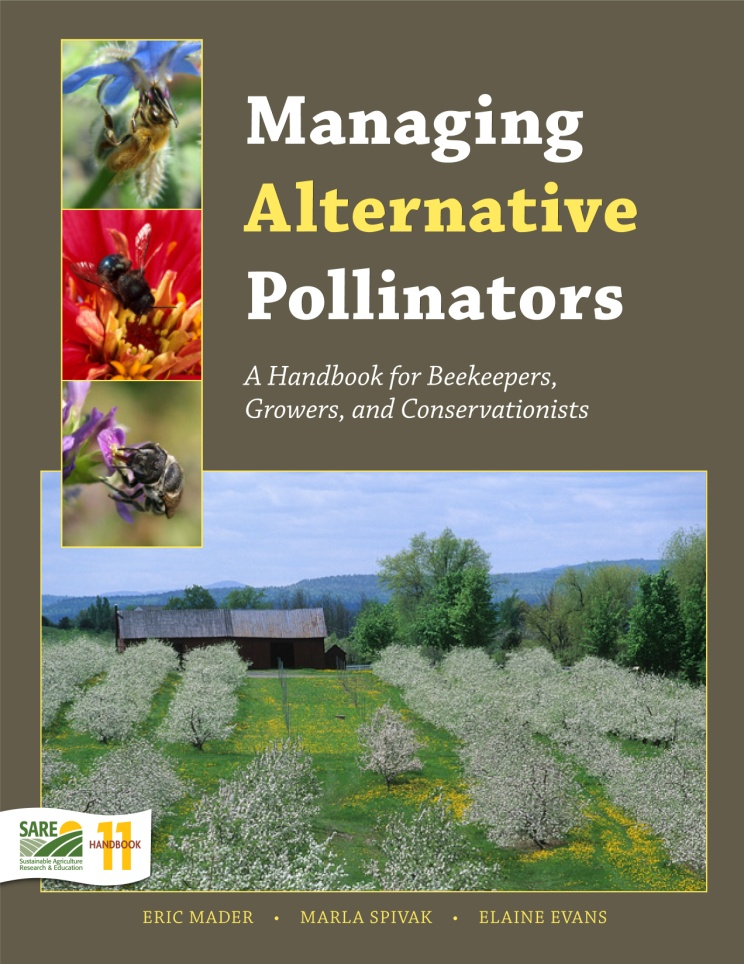 Managing
Alternative
Pollinators
A Handbook for Beekeepers,
Growers, and Conservationists
SARE
Sustainable Agriculture
Research & Education
11
HANDBOOK
ERIC MADER • MARLA SPIVAK • ELAINE EVANS